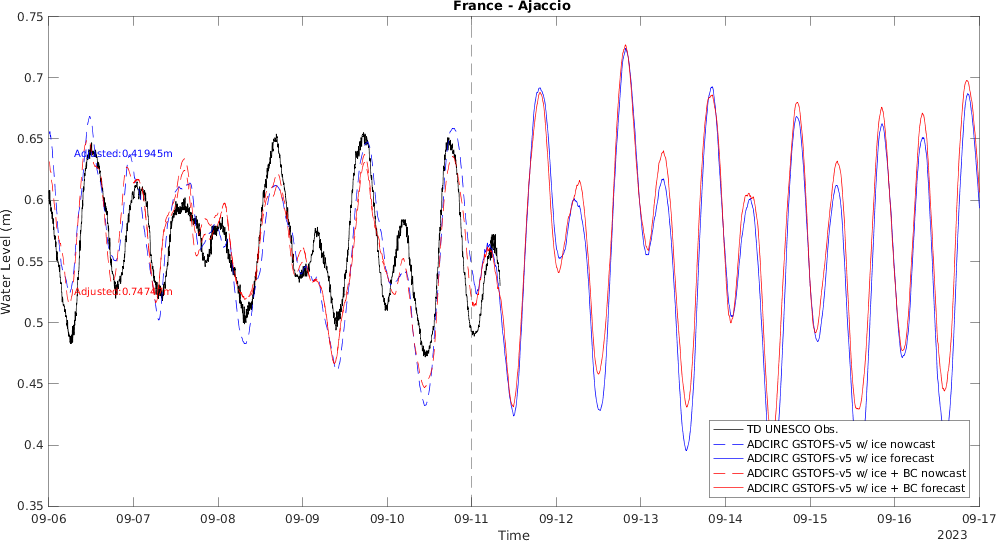 France - Ajaccio
Water Level (m)
0.75
0.7
0.65
0.6
0.55
0.5
0.45
0.4
0.35
Adjusted:0.41945m
TD UNESCO Obs.
ADCIRC GSTOFS-v5 w/ ice nowcast
ADCIRC GSTOFS-v5 w/ ice forecast
ADCIRC GSTOFS-v5 w/ ice + BC nowcast
ADCIRC GSTOFS-v5 w/ ice + BC forecast
09-06 09-07 09-08 09-09 09-10 09-11 09-12 09-13 09-14 09-15 09-16 09-17
Time
2023